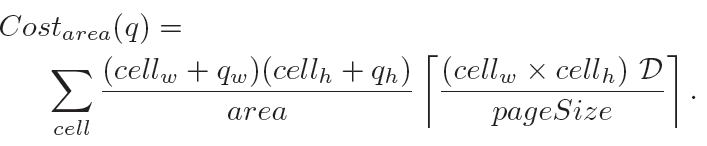 Cost_{area}(q) =
\sum_{cell} \frac{(cell_w + q_w)(cell_h + q_h)}{area} \left\lceil \frac{(cell_w \times cell_h) \ \mathcal{D}}{pageSize} \right\rceil .